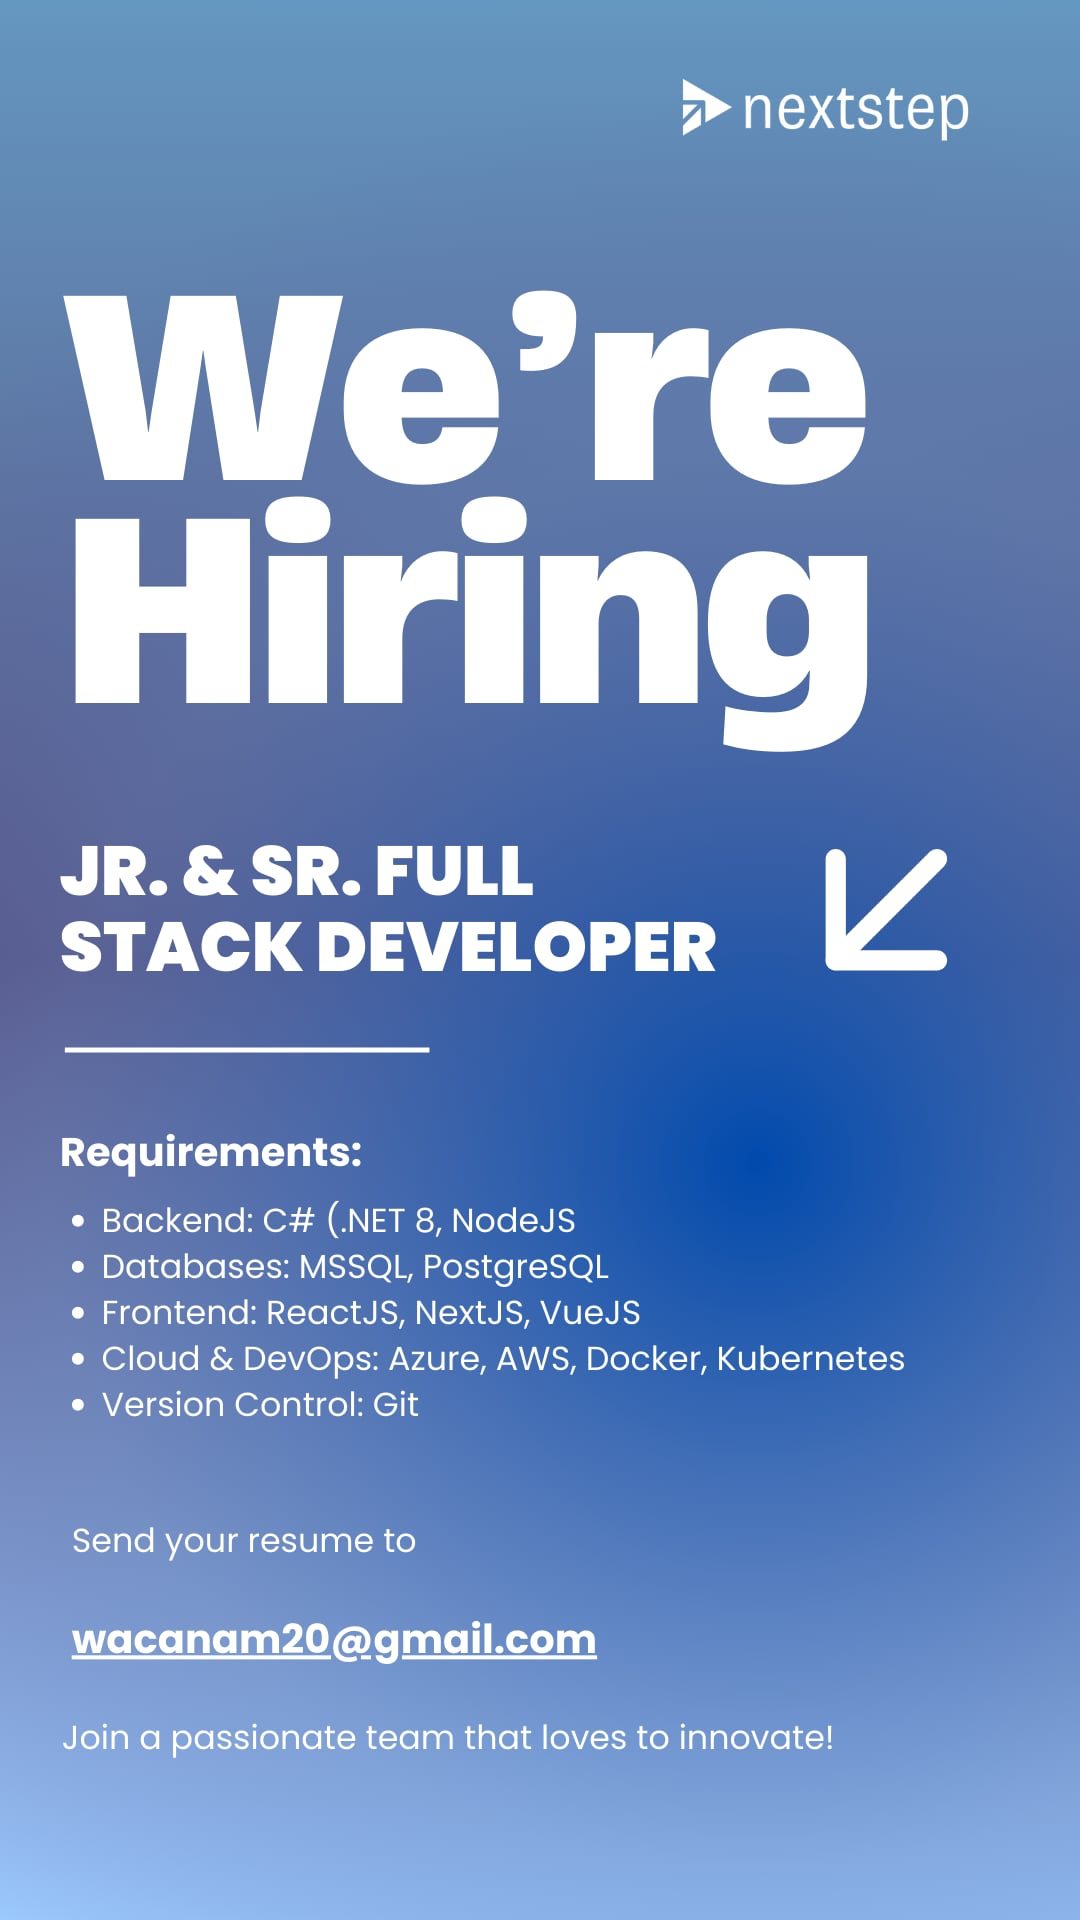 nextstep
We’re
Hiring
JR. & SR. FULL
STACK DEVELOPER
Requirements:
• Backend: C# (.NET 8, NodeJS
• Databases: MSSQL, PostgreSQL
• Frontend: ReactJS, NextJS, VueJS
• Cloud & DevOps: Azure, AWS, Docker, Kubernetes
• Version Control: Git
Send your resume to
wacanam20@gmail.com
Join a passionate team that loves to innovate!